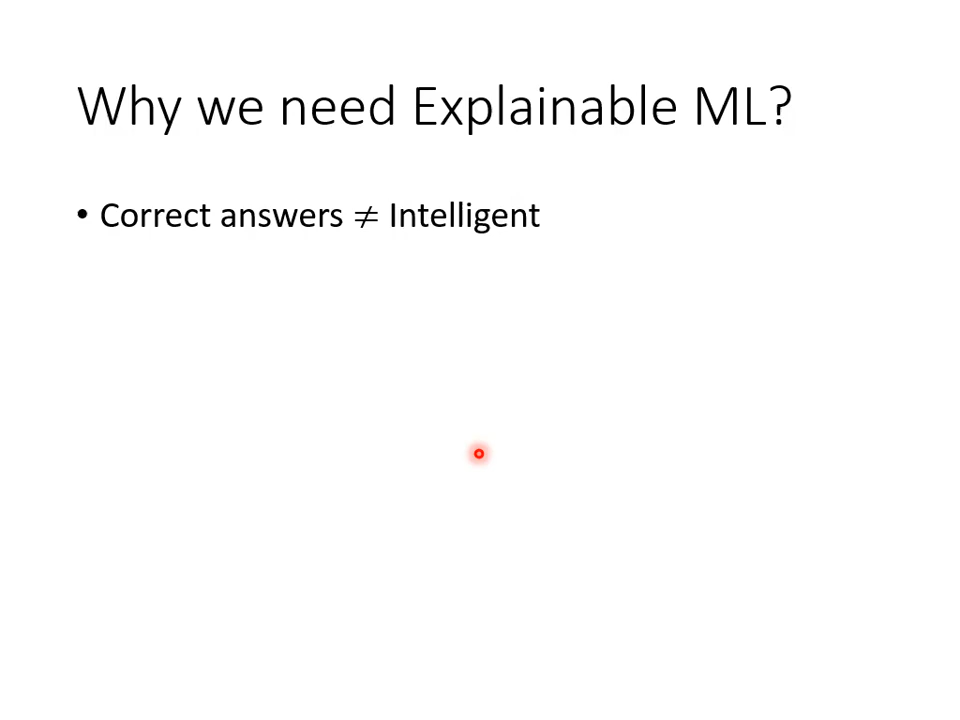 Why we need Explainable ML?
• Correct answers ≠ Intelligent